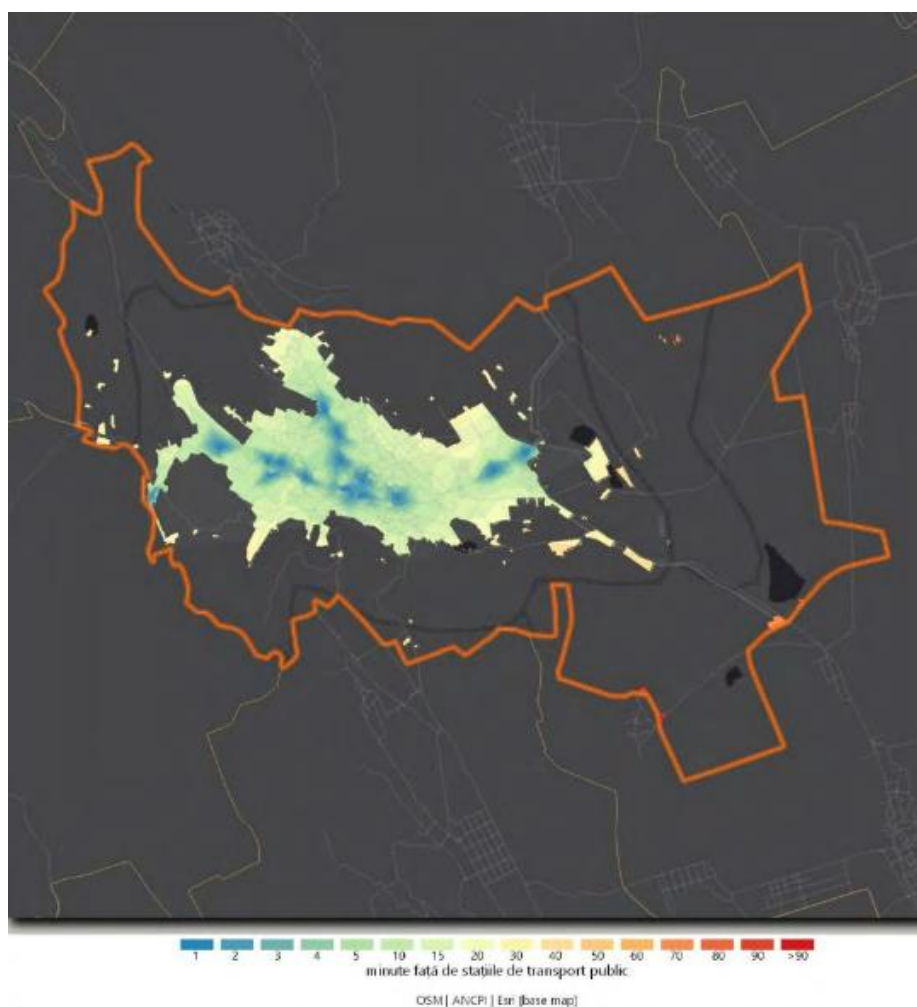 1 2 3 4 5 10 15 20 30 40 50 60 70 80 90 >90
minute față de stațiile de transport public
OSM | ANCPI | Esri [base map]